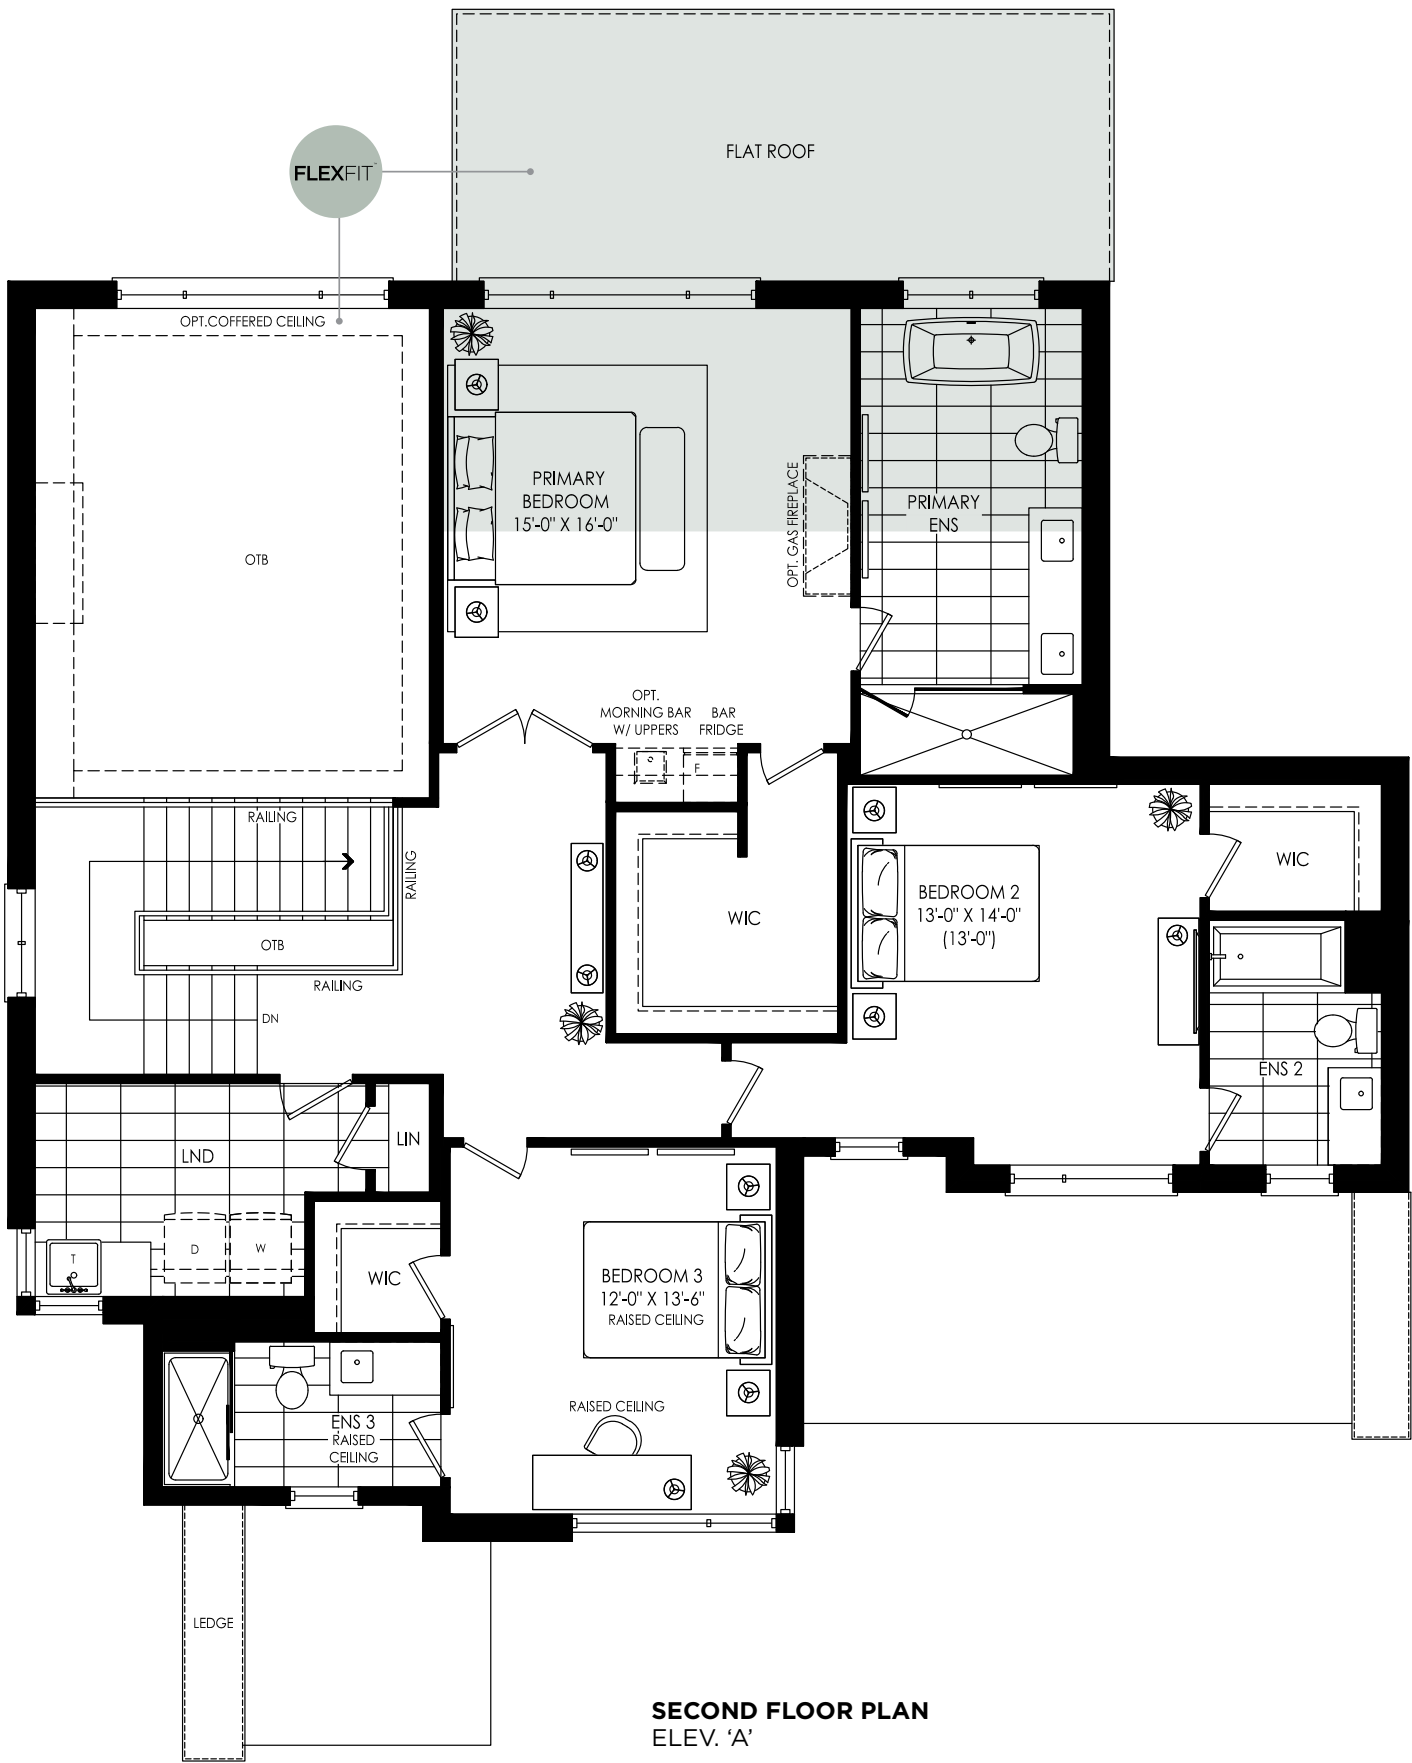 FLAT ROOF
FLEXFIT™
OPT.COFFERED CEILING
PRIMARY
BEDROOM
15'-0" X 16'-0"
OPT. GAS FIREPLACE
PRIMARY
ENS
OTB
OPT.
MORNING BAR
W/ UPPERS
BAR
FRIDGE
F
RAILING
RAILING
OTB
RAILING
DN
WIC
BEDROOM 2
13'-0" X 14'-0"
(13'-0")
WIC
ENS 2
LND
LIN
D
W
T
WIC
BEDROOM 3
12'-0" X 13'-6"
RAISED CEILING
RAISED CEILING
ENS 3
RAISED
CEILING
LEDGE
SECOND FLOOR PLAN
ELEV. ‘A’